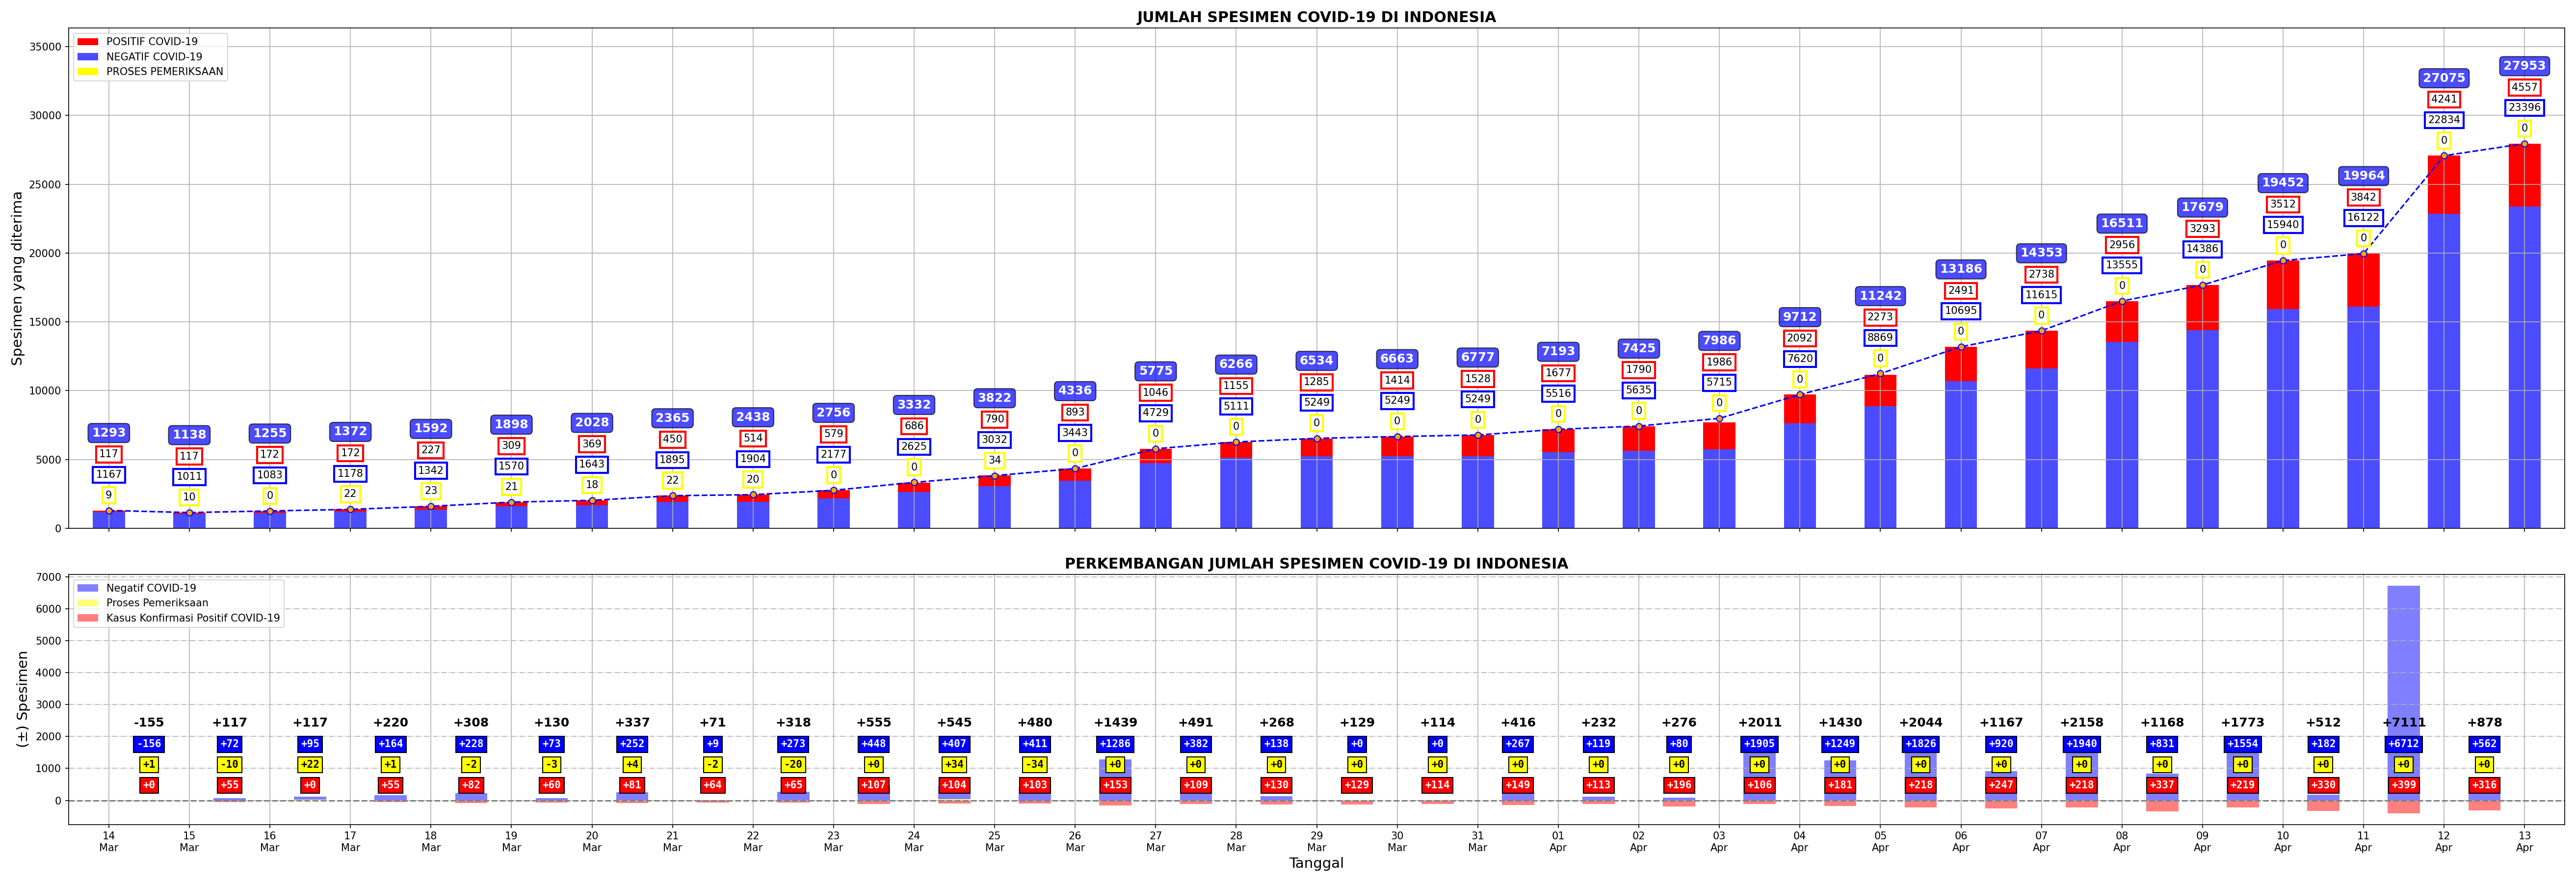 JUMLAH SPESIMEN COVID-19 DI INDONESIA
POSITIF COVID-19
NEGATIF COVID-19
PROSES PEMERIKSAAN
Spesimen yang diterima
35000
30000
25000
20000
15000
10000
5000
0
1293 1138 1255 1372 1592 1898 2028 2365 2438 2756 3332 3822 4336 5775 6266 6534 6663 6777 7193 7425 7986 9712 11242 13186 14353 16511 17679 19452 19964 27075 27953
117 117 172 172 227 309 369 450 514 579 686 790 893 1046 1155 1285 1414 1528 1677 1790 1986 2092 2273 2491 2738 2956 3293 3512 3842 4241 4557
1167 1011 1083 1178 1342 1570 1643 1895 1904 2177 2625 3032 3443 4729 5111 5249 5249 5249 5516 5635 5715 7620 8869 10695 11615 13555 14386 15940 16122 22834 23396
9 10 0 22 23 21 18 22 20 0 0 34 0 0 0 0 0 0 0 0 0 0 0 0 0 0 0 0 0 0 0
PERKEMBANGAN JUMLAH SPESIMEN COVID-19 DI INDONESIA
Negatif COVID-19
Proses Pemeriksaan
Kasus Konfirmasi Positif COVID-19
(±) Spesimen
7000
6000
5000
4000
3000
2000
1000
0
-155 +117 +117 +220 +308 +130 +337 +71 +318 +555 +545 +480 +1439 +491 +268 +129 +114 +416 +232 +276 +2011 +1430 +2044 +1167 +2158 +1168 +1773 +512 +7111 +878
-156 +72 +95 +164 +228 +73 +252 +9 +273 +448 +407 +411 +1286 +382 +138 +0 +0 +267 +119 +80 +1905 +1249 +1826 +920 +1940 +831 +1554 +182 +6712 +562
+1 -10 +22 +1 -2 -3 +4 -2 -20 +0 +34 -34 +0 +0 +0 +0 +0 +0 +0 +0 +0 +0 +0 +0 +0 +0 +0 +0 +0 +0
+0 +55 +0 +55 +82 +60 +81 +64 +65 +107 +104 +103 +153 +109 +130 +129 +114 +149 +113 +196 +106 +181 +218 +247 +218 +337 +219 +330 +399 +316
14 15 16 17 18 19 20 21 22 23 24 25 26 27 28 29 30 31 01 02 03 04 05 06 07 08 09 10 11 12 13
Mar Mar Mar Mar Mar Mar Mar Mar Mar Mar Mar Mar Mar Mar Mar Mar Mar Mar Apr Apr Apr Apr Apr Apr Apr Apr Apr Apr Apr Apr Apr
Tanggal